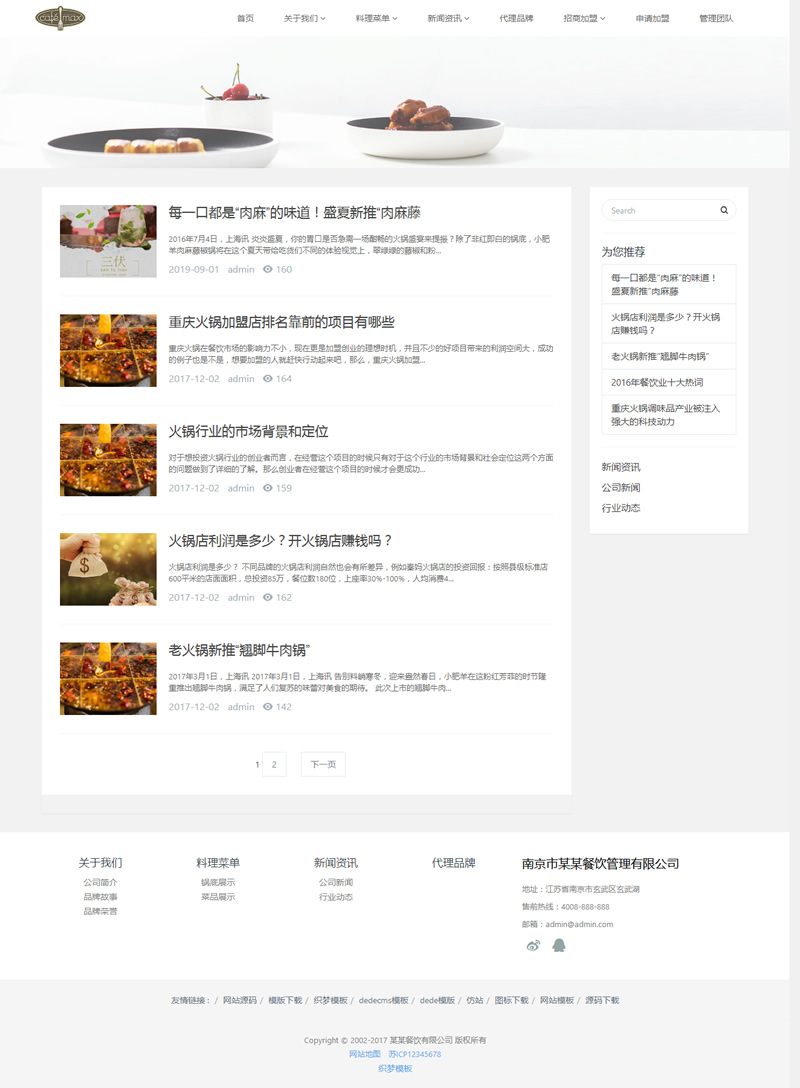 cafe max
首页 关于我们 料理菜单 新闻资讯 代理品牌 招商加盟 申请加盟 管理团队
每一口都是“肉麻”的味道！盛夏新推“肉麻藤
2016年7月4日，上海讯 炎炎盛夏，你的胃口是否急需一场酣畅的火锅盛宴来提振？除了非红即白的锅底，小肥
羊肉麻藤椒锅将在这个夏天带给吃货们不同的体验视觉上，翠绿绿的藤椒和粉...
2019-09-01 admin 160
三伏
重庆火锅加盟店排名靠前的项目有哪些
重庆火锅在餐饮市场的影响力不小，现在更是加盟创业的理想时机，并且不少的好项目带来的利润空间大，成功
的例子也是不是，想要加盟的人就赶快行动起来吧，那么，重庆火锅加盟...
2017-12-02 admin 164
火锅行业的市场背景和定位
对于想投资火锅行业的创业者而言，在经营这个项目的时候只有对于这个行业的市场背景和社会定位这两个方面
的问题做到了详细的了解。那么创业者在经营这个项目的时候才会更成功...
2017-12-02 admin 159
火锅店利润是多少？开火锅店赚钱吗？
火锅店利润是多少？ 不同品牌的火锅店利润自然也会有所差异，例如秦妈火锅店的投资回报：按照县级标准店
600平米的店面面积，总投资85万，餐位数180位，上座率30%-100%，人均消费4...
2017-12-02 admin 162
$
老火锅新推“翘脚牛肉锅”
2017年3月1日，上海讯 2017年3月1日，上海讯 告别料峭寒冬，迎来盎然春日，小肥羊在这粉红芳菲的时节隆
重推出翘脚牛肉锅，满足了人们复苏的味蕾对美食的期待。 此次上市的翘脚牛肉...
2017-12-02 admin 142
1 2 下一页
Search
为您推荐
每一口都是“肉麻”的味道！
盛夏新推“肉麻藤
火锅店利润是多少？开火锅
店赚钱吗？
老火锅新推“翘脚牛肉锅”
2016年餐饮业十大热词
重庆火锅调味品产业被注入
强大的科技动力
新闻资讯
公司新闻
行业动态
关于我们
公司简介
品牌故事
品牌荣誉
料理菜单
锅底展示
菜品展示
新闻资讯
公司新闻
行业动态
代理品牌
南京市某某餐饮管理有限公司
地址：江苏省南京市玄武区玄武湖
售前热线：4008-888-888
邮箱：admin@admin.com
友情链接： / 网站源码 / 模版下载 / 织梦模板 / dedecms模板 / dede模版 / 仿站 / 图标下载 / 网站模板 / 源码下载
Copyright © 2002-2017 某某餐饮有限公司 版权所有
网站地图 苏ICP12345678
织梦模板